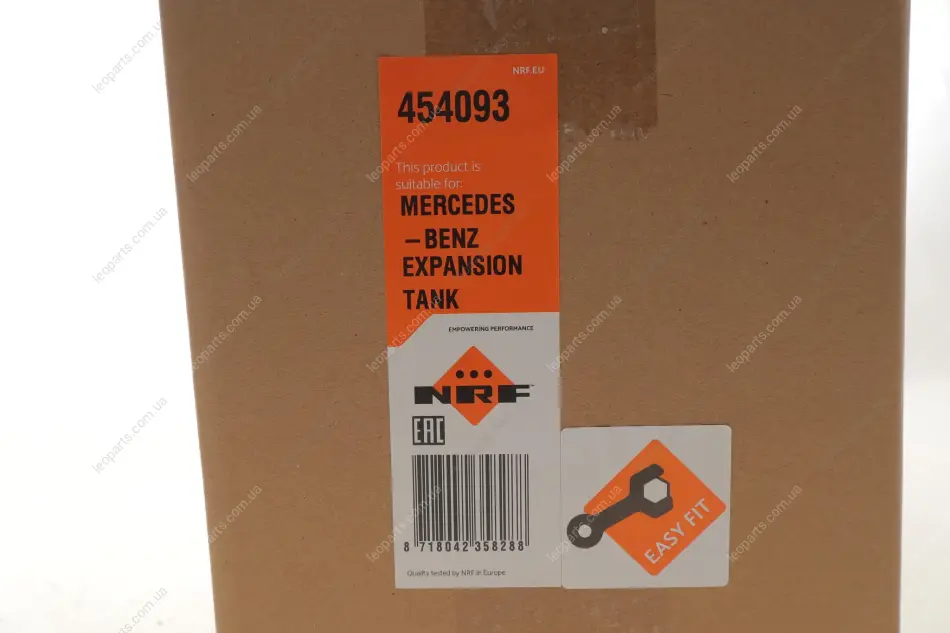 NRF.EU
454093
This product is
suitable for:
MERCEDES
-BENZ
EXPANSION
TANK
EMPOWERING PERFORMANCE
NRF™
EAC
8 718042 358288
Quality tested by NRF in Europe
EASY FIT
leoparts.com.ua